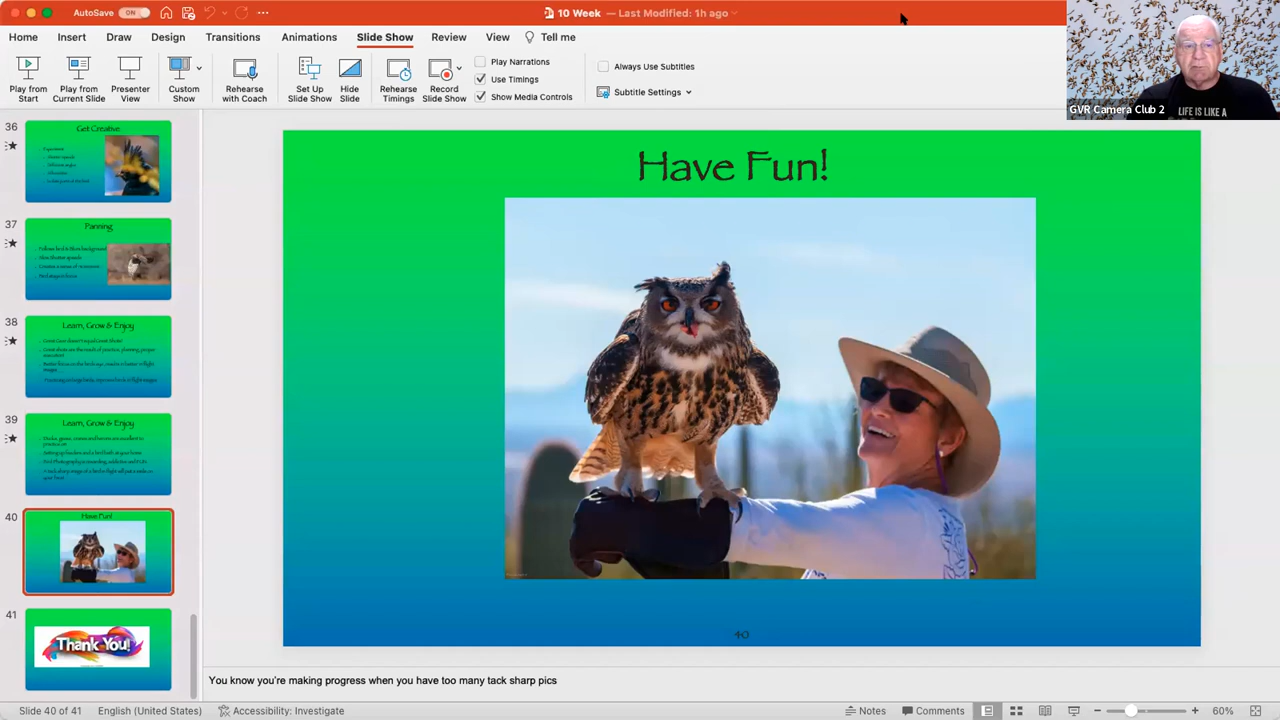 AutoSave ON
10 Week — Last Modified: 1h ago
Home Insert Draw Design Transitions Animations Slide Show Review View Tell me
Play from Start
Play from Current Slide
Presenter View
Custom Show
Rehearse with Coach
Set Up Slide Show
Hide Slide
Rehearse Timings
Record Slide Show
Play Narrations
Use Timings
Show Media Controls
Always Use Subtitles
Subtitle Settings
GVR Camera Club 2
LIFE IS LIKE A
36
Get Creative
37
Panning
38
Learn, Grow & Enjoy
39
Learn, Grow & Enjoy
40
Have Fun!
41
Thank You!
Have Fun!
40
You know you're making progress when you have too many tack sharp pics
Slide 40 of 41 English (United States) Accessibility: Investigate Notes Comments 60%